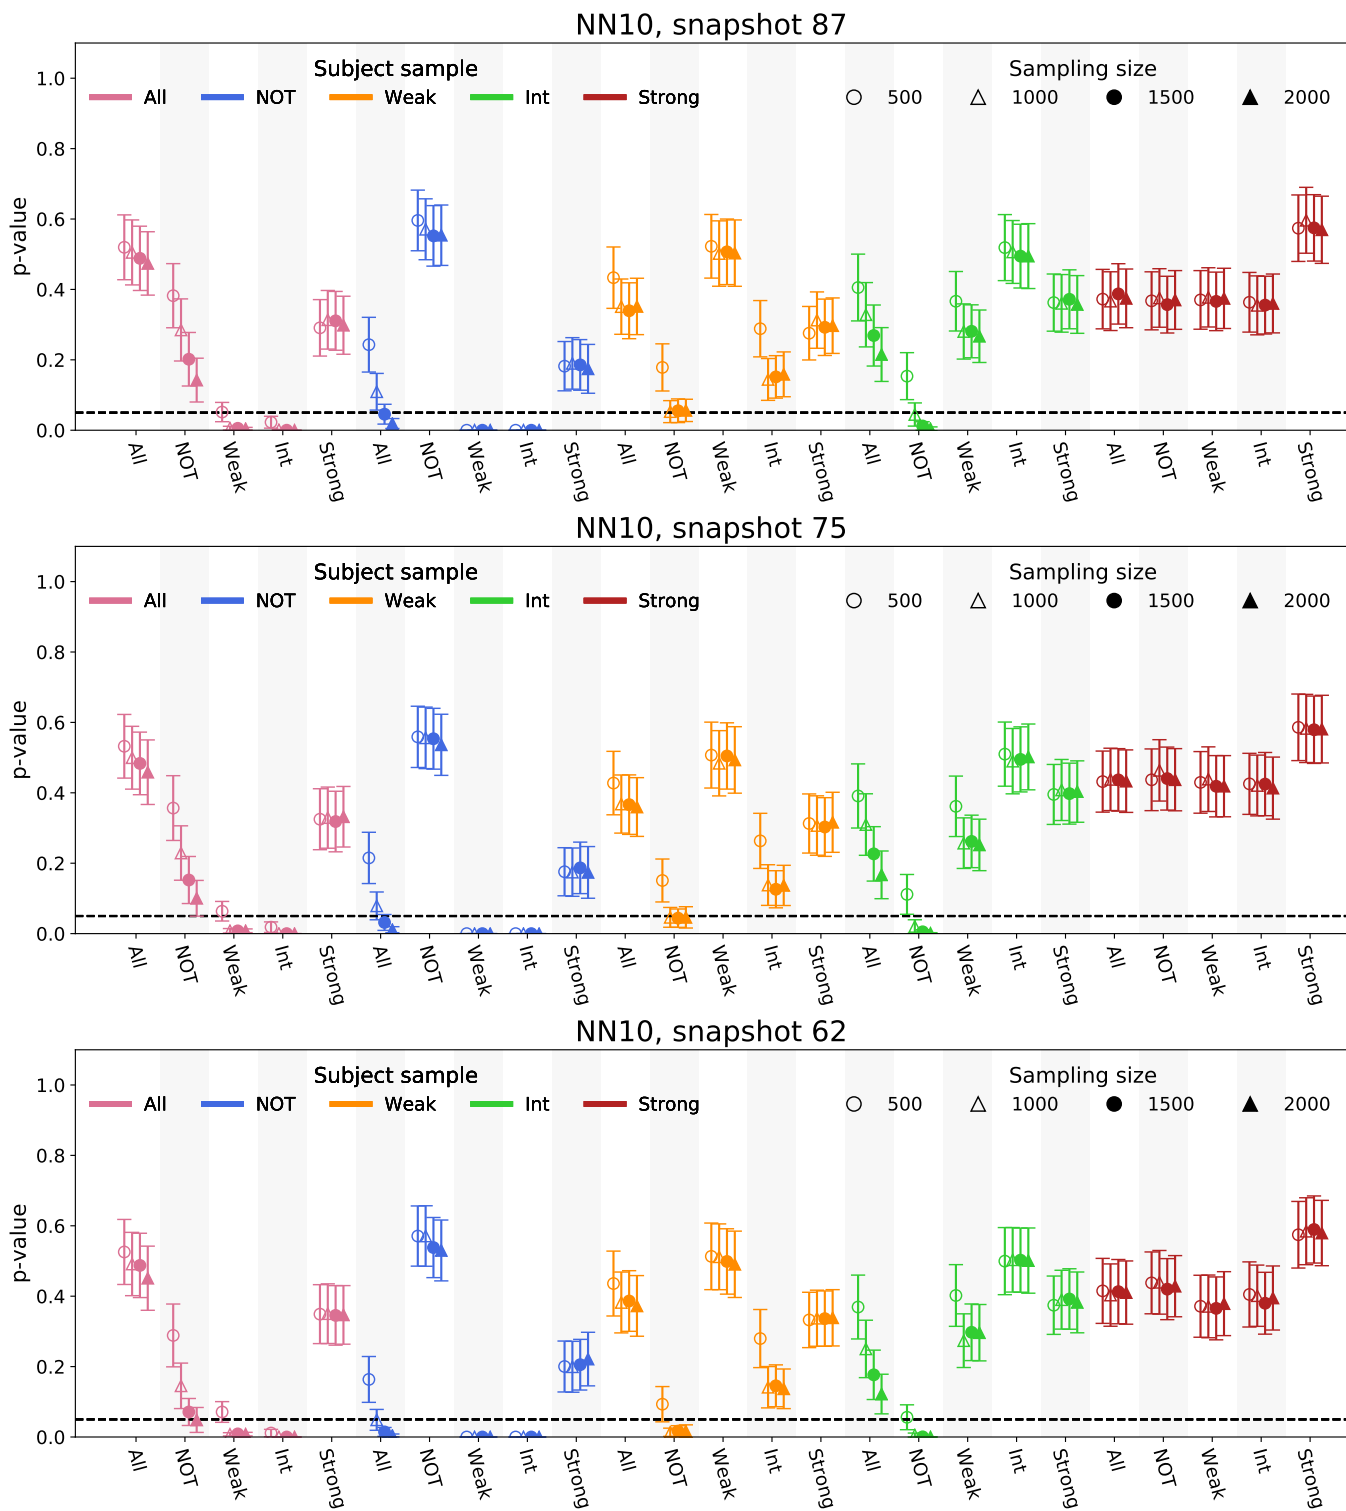 NN10, snapshot 87
Subject sample
Sampling size
All NOT Weak Int Strong 500 1000 1500 2000
p-value
1.0
0.8
0.6
0.4
0.2
0.0
All NOT Weak Int Strong All NOT Weak Int Strong All NOT Weak Int Strong All NOT Weak Int Strong All NOT Weak Int Strong
NN10, snapshot 75
Subject sample
Sampling size
All NOT Weak Int Strong 500 1000 1500 2000
p-value
1.0
0.8
0.6
0.4
0.2
0.0
All NOT Weak Int Strong All NOT Weak Int Strong All NOT Weak Int Strong All NOT Weak Int Strong All NOT Weak Int Strong
NN10, snapshot 62
Subject sample
Sampling size
All NOT Weak Int Strong 500 1000 1500 2000
p-value
1.0
0.8
0.6
0.4
0.2
0.0
All NOT Weak Int Strong All NOT Weak Int Strong All NOT Weak Int Strong All NOT Weak Int Strong All NOT Weak Int Strong